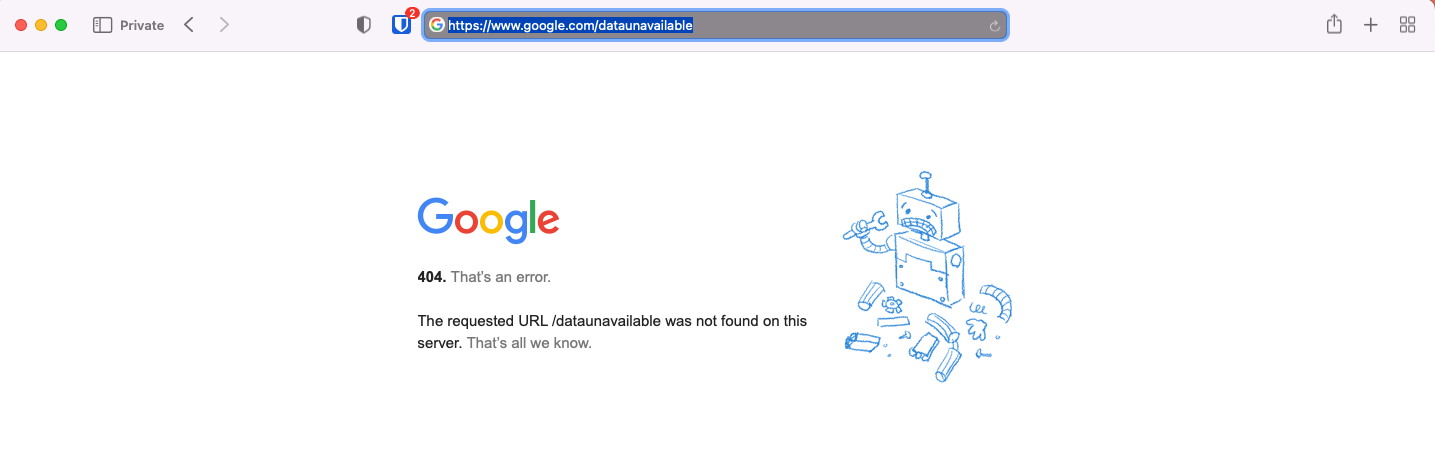 Private
2
https://www.google.com/dataunavailable
Google
404. That's an error.
The requested URL /dataunavailable was not found on this
server. That's all we know.